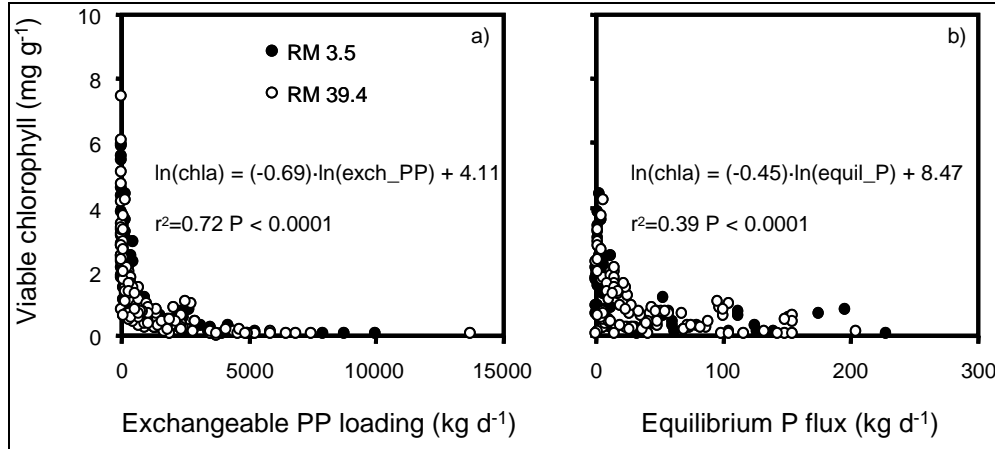 10
8
6
4
2
0
Viable chlorophyll (mg g⁻¹)
a)
RM 3.5
RM 39.4
ln(chla) = (-0.69)·ln(exch_PP) + 4.11
r²=0.72 P < 0.0001
0 5000 10000 15000
Exchangeable PP loading (kg d⁻¹)
b)
ln(chla) = (-0.45)·ln(equil_P) + 8.47
r²=0.39 P < 0.0001
0 100 200 300
Equilibrium P flux (kg d⁻¹)